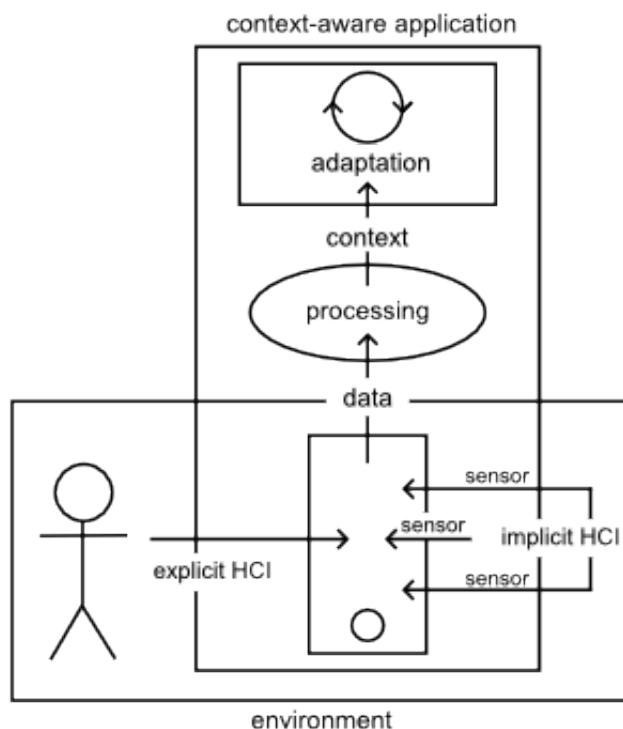 context-aware application
adaptation
context
processing
data
sensor
sensor
implicit HCI
explicit HCI
sensor
environment